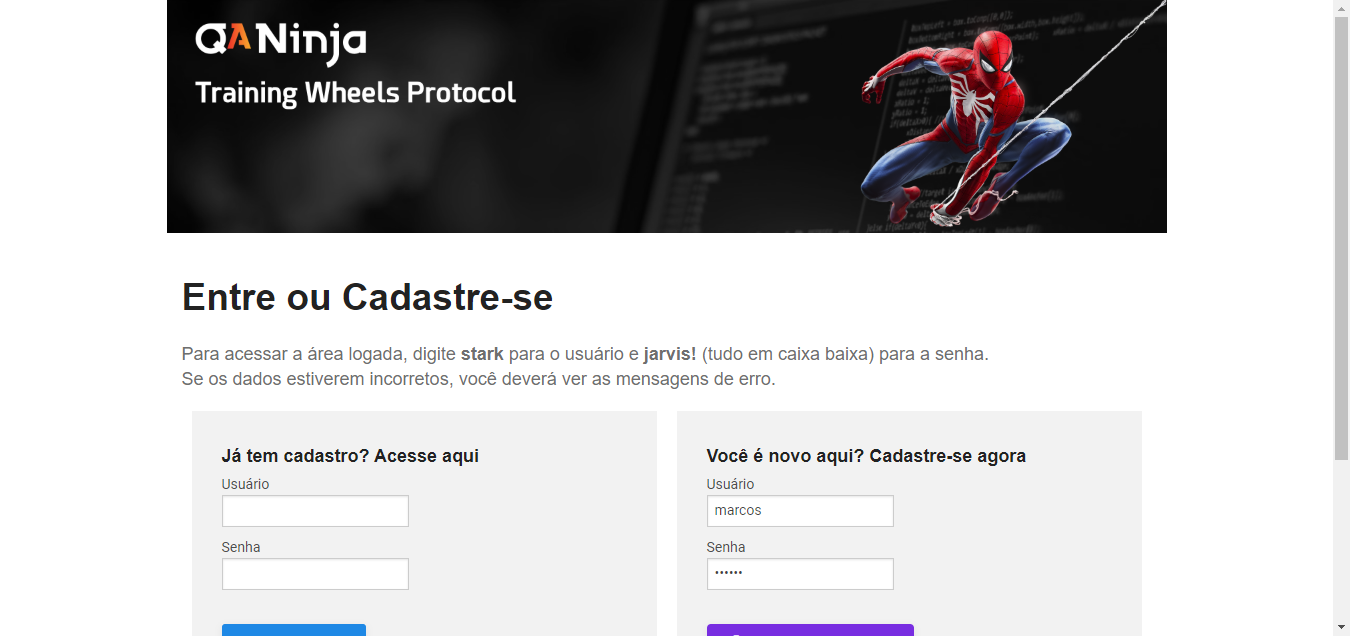 QANinja
Training Wheels Protocol
Entre ou Cadastre-se
Para acessar a área logada, digite stark para o usuário e jarvis! (tudo em caixa baixa) para a senha.
Se os dados estiverem incorretos, você deverá ver as mensagens de erro.
Já tem cadastro? Acesse aqui
Usuário
Senha
Você é novo aqui? Cadastre-se agora
Usuário
marcos
Senha
••••••